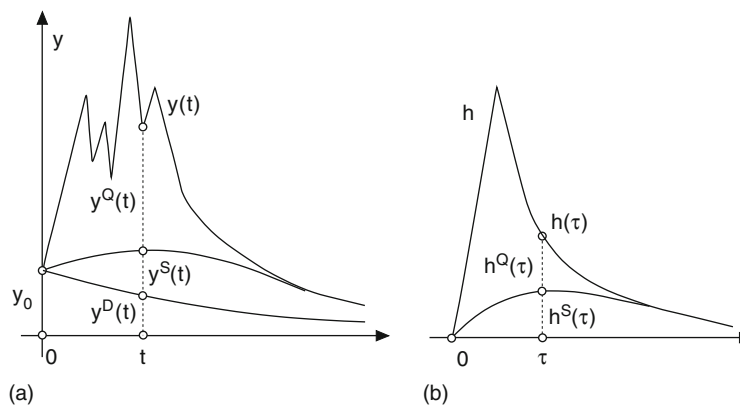 y
y(t)
y^Q(t)
y^S(t)
y_0
y^D(t)
0
t
(a)
h
h(τ)
h^Q(τ)
h^S(τ)
0
τ
(b)